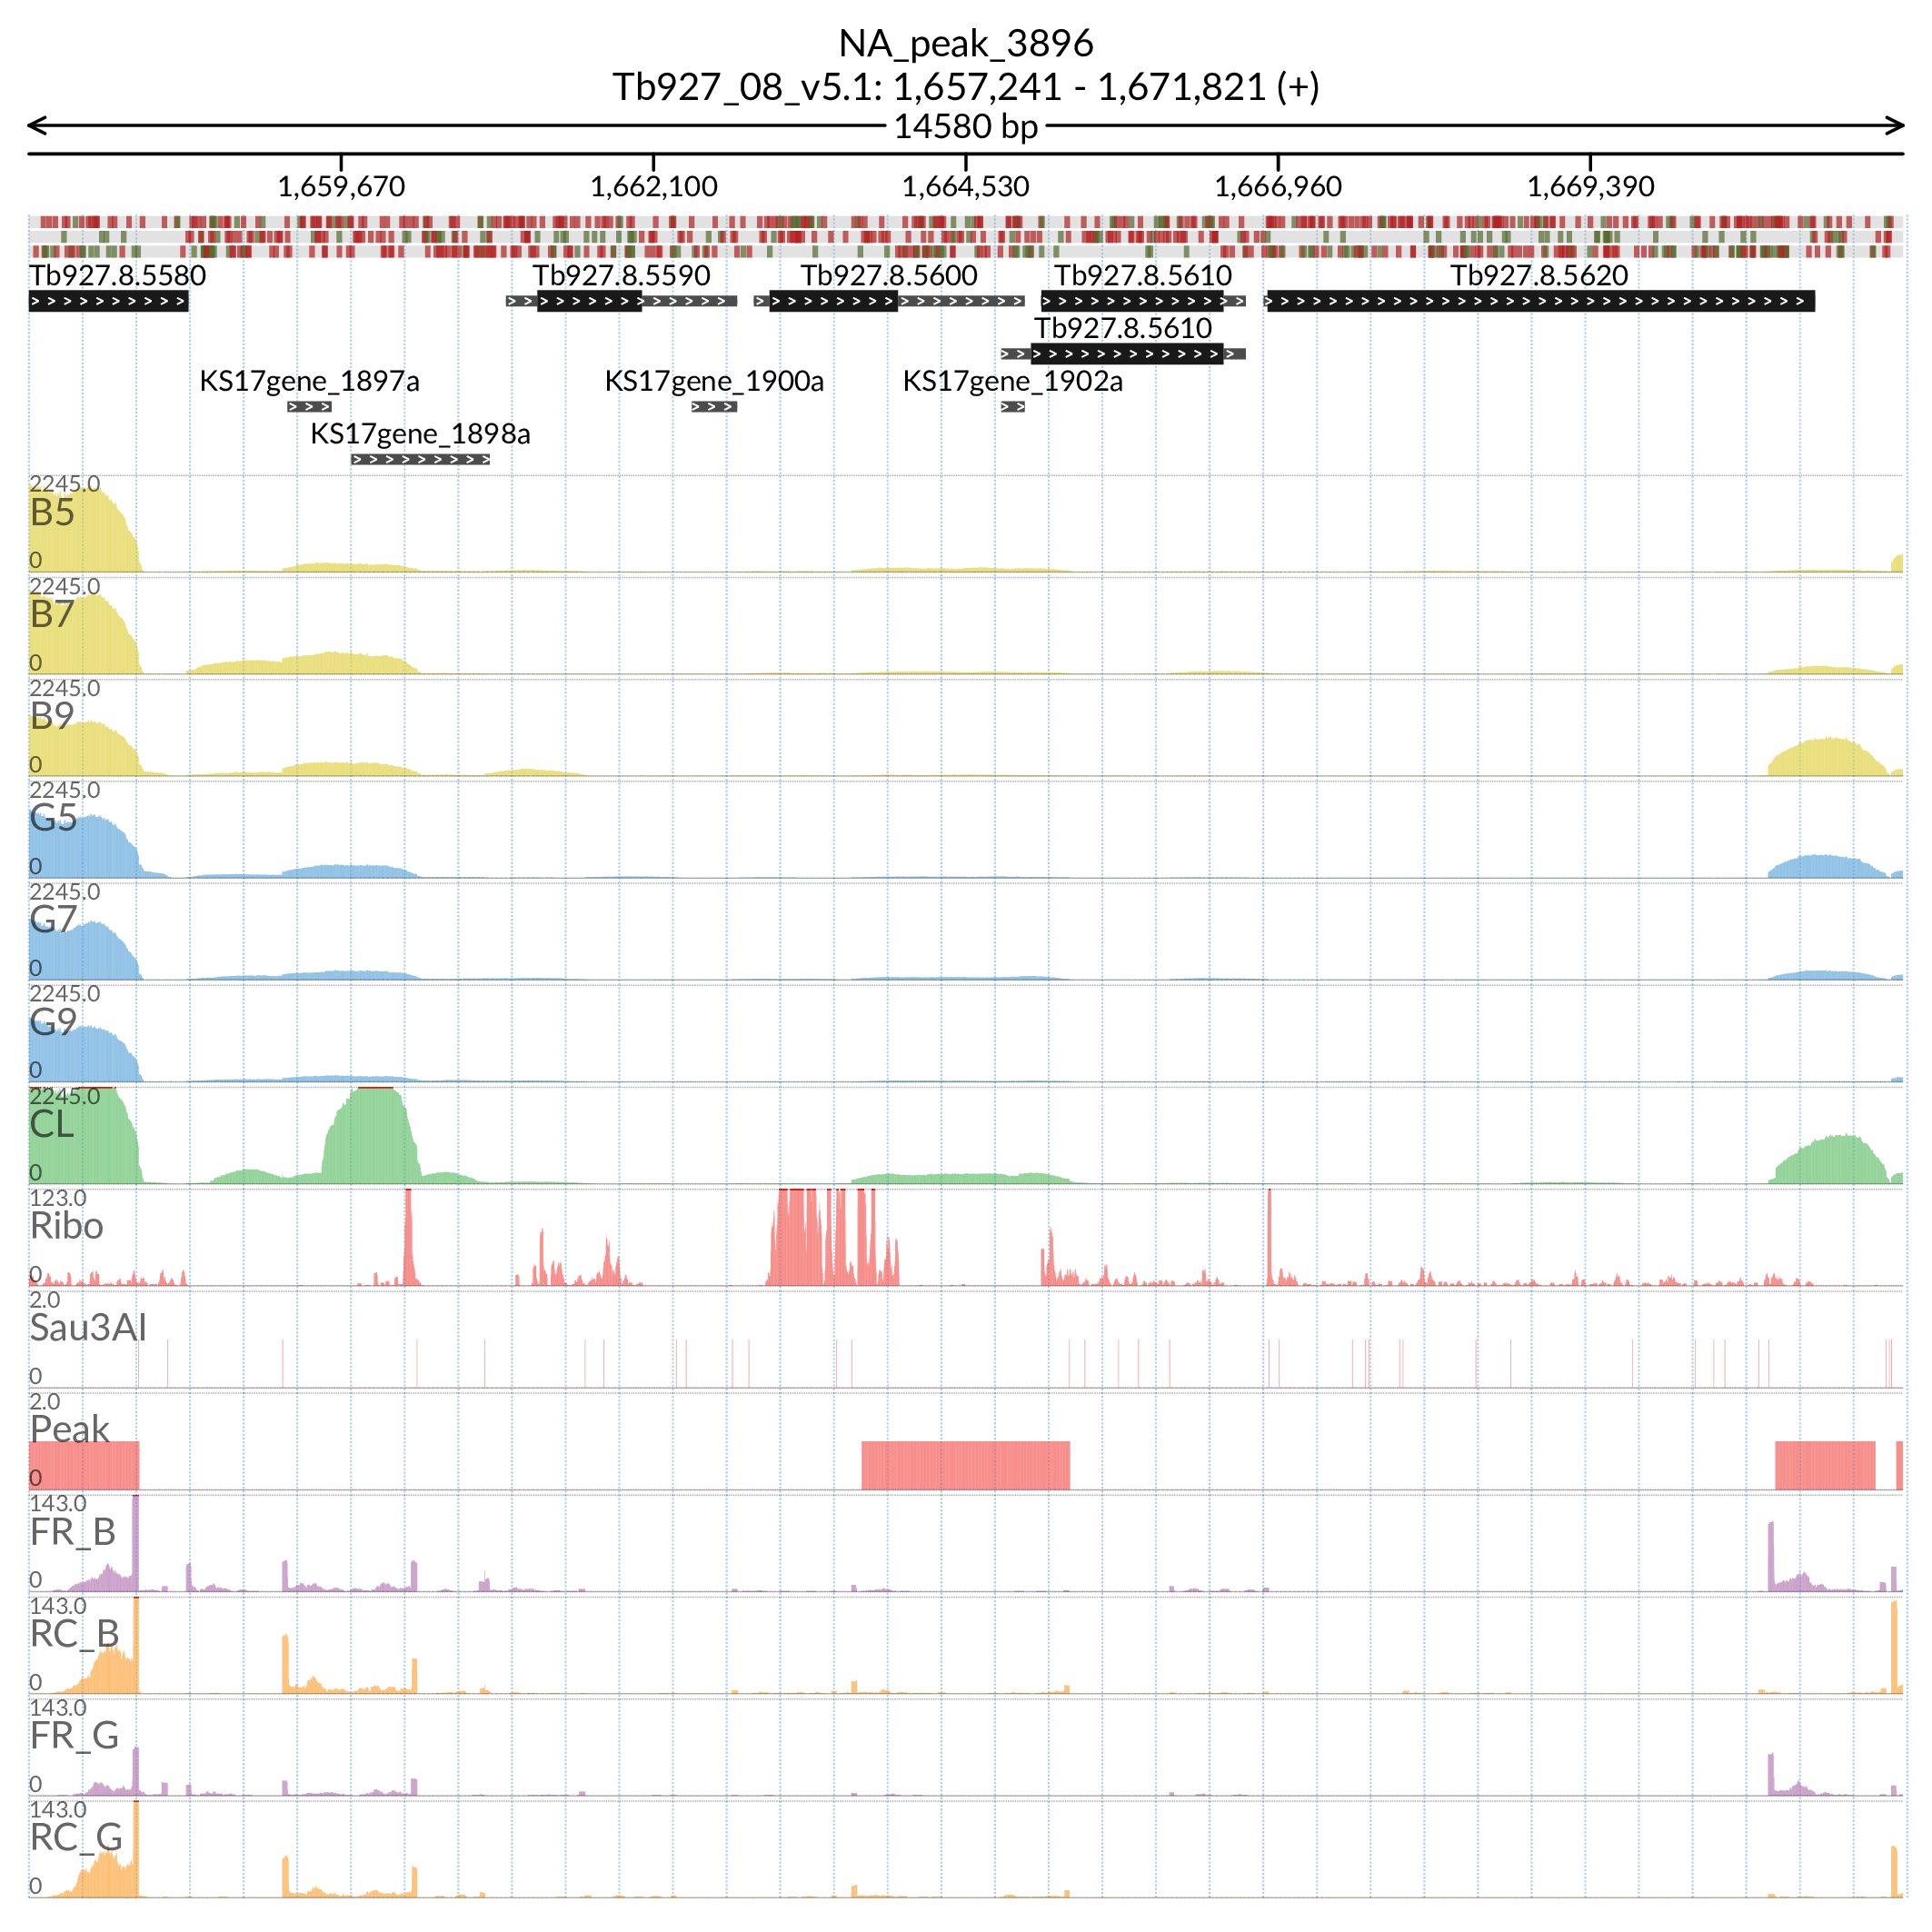 NA_peak_3896
Tb927_08_v5.1: 1,657,241 - 1,671,821 (+)
14580 bp
1,659,670 1,662,100 1,664,530 1,666,960 1,669,390
Tb927.8.5580 Tb927.8.5590 Tb927.8.5600 Tb927.8.5610 Tb927.8.5620
Tb927.8.5610
KS17gene_1897a KS17gene_1900a KS17gene_1902a
KS17gene_1898a
2245.0
B5
0
2245.0
B7
0
2245.0
B9
0
2245.0
G5
0
2245.0
G7
0
2245.0
G9
0
2245.0
CL
0
123.0
Ribo
0
2.0
Sau3AI
0
2.0
Peak
0
143.0
FR_B
0
143.0
RC_B
0
143.0
FR_G
0
143.0
RC_G
0